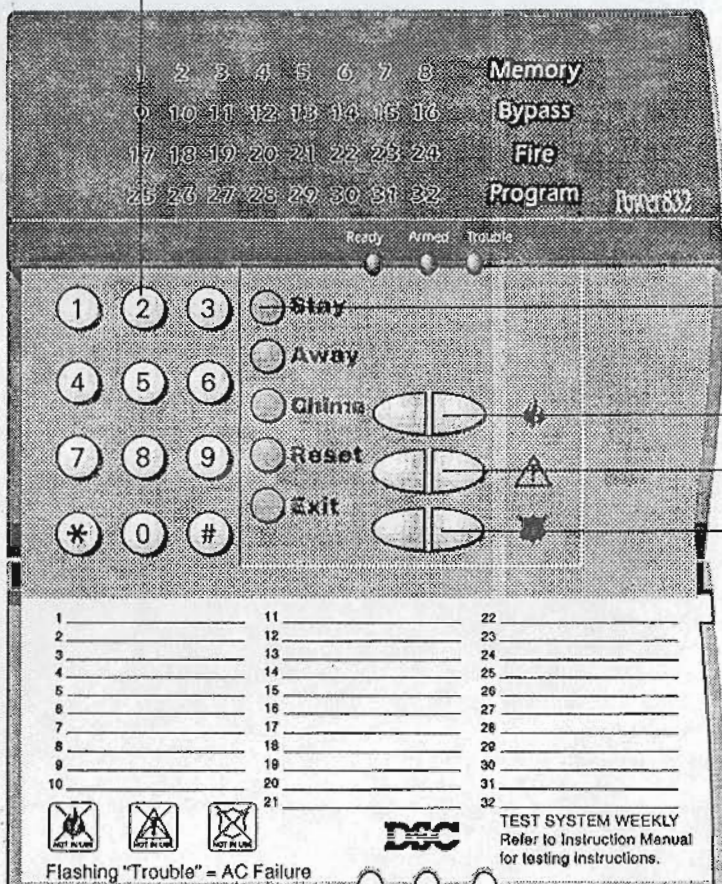 1 2 3 4 5 6 7 8 Memory
9 10 11 12 13 14 15 16 Bypass
17 18 19 20 21 22 23 24 Fire
25 26 27 28 29 30 31 32 Program
Power832
Ready Armed Trouble
1 2 3
4 5 6
7 8 9
* 0 #
Stay
Away
Chime
Reset
Exit
1 11 22
2 12 23
3 13 24
4 14 25
5 15 26
6 16 27
7 17 28
8 18 29
9 19 30
10 20 31
21 32
NOT IN USE NOT IN USE NOT IN USE
DSC
TEST SYSTEM WEEKLY
Refer to Instruction Manual
for testing instructions.
Flashing "Trouble" = AC Failure